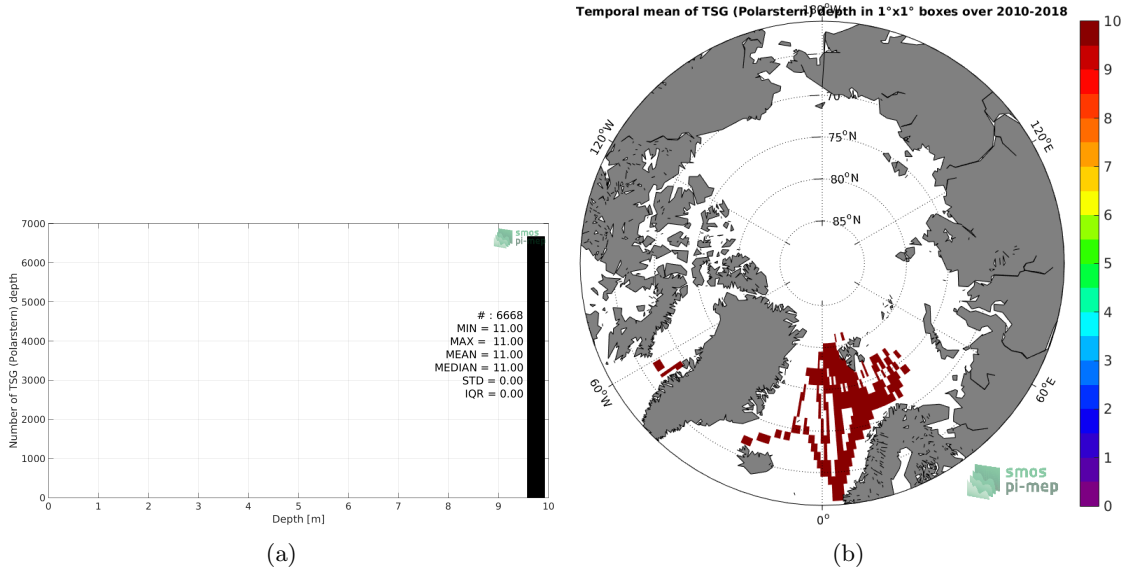 Temporal mean of TSG (Polarstern) depth in 1°x1° boxes over 2010-2018
180°W
120°W
120°E
60°W
60°E
0°
70
75°N
80°N
85°N
10
9
8
7
6
5
4
3
2
1
0
smos
pi-mep
7000
6000
5000
4000
3000
2000
1000
0
Number of TSG (Polarstern) depth
smos
pi-mep
# : 6668
MIN = 11.00
MAX = 11.00
MEAN = 11.00
MEDIAN = 11.00
STD = 0.00
IQR = 0.00
0 1 2 3 4 5 6 7 8 9 10
Depth [m]
(a)
(b)